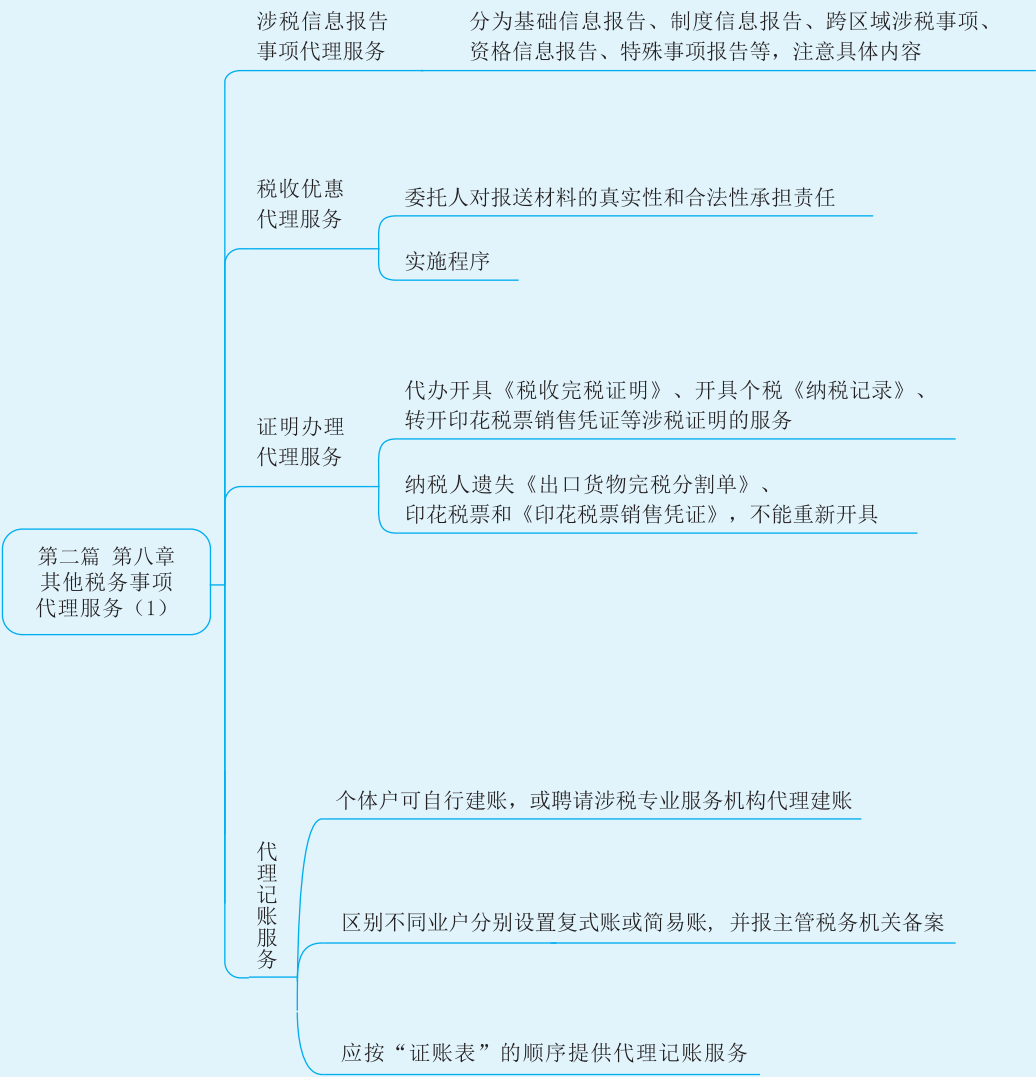 涉税信息报告
事项代理服务
分为基础信息报告、制度信息报告、跨区域涉税事项、
资格信息报告、特殊事项报告等，注意具体内容
税收优惠
代理服务
委托人对报送材料的真实性和合法性承担责任
实施程序
证明办理
代理服务
代办开具《税收完税证明》、开具个税《纳税记录》、
转开印花税票销售凭证等涉税证明的服务
纳税人遗失《出口货物完税分割单》、
印花税票和《印花税票销售凭证》，不能重新开具
第二篇 第八章
其他税务事项
代理服务（1）
代理记账服务
个体户可自行建账，或聘请涉税专业服务机构代理建账
区别不同业户分别设置复式账或简易账，并报主管税务机关备案
应按“证账表”的顺序提供代理记账服务